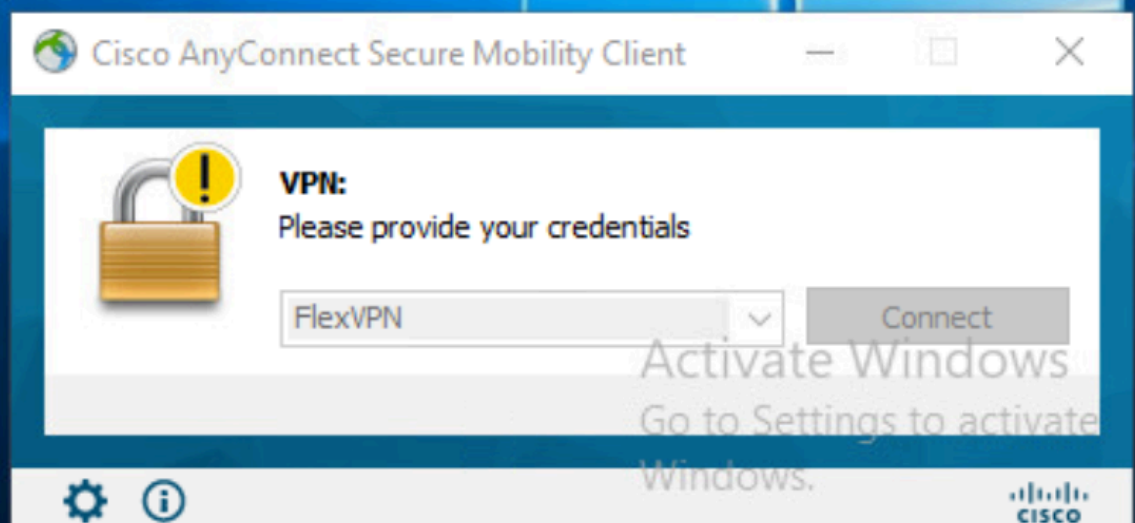 Cisco AnyConnect Secure Mobility Client
VPN:
Please provide your credentials
FlexVPN
Connect
Activate Windows
Go to Settings to activate
Windows.
CISCO